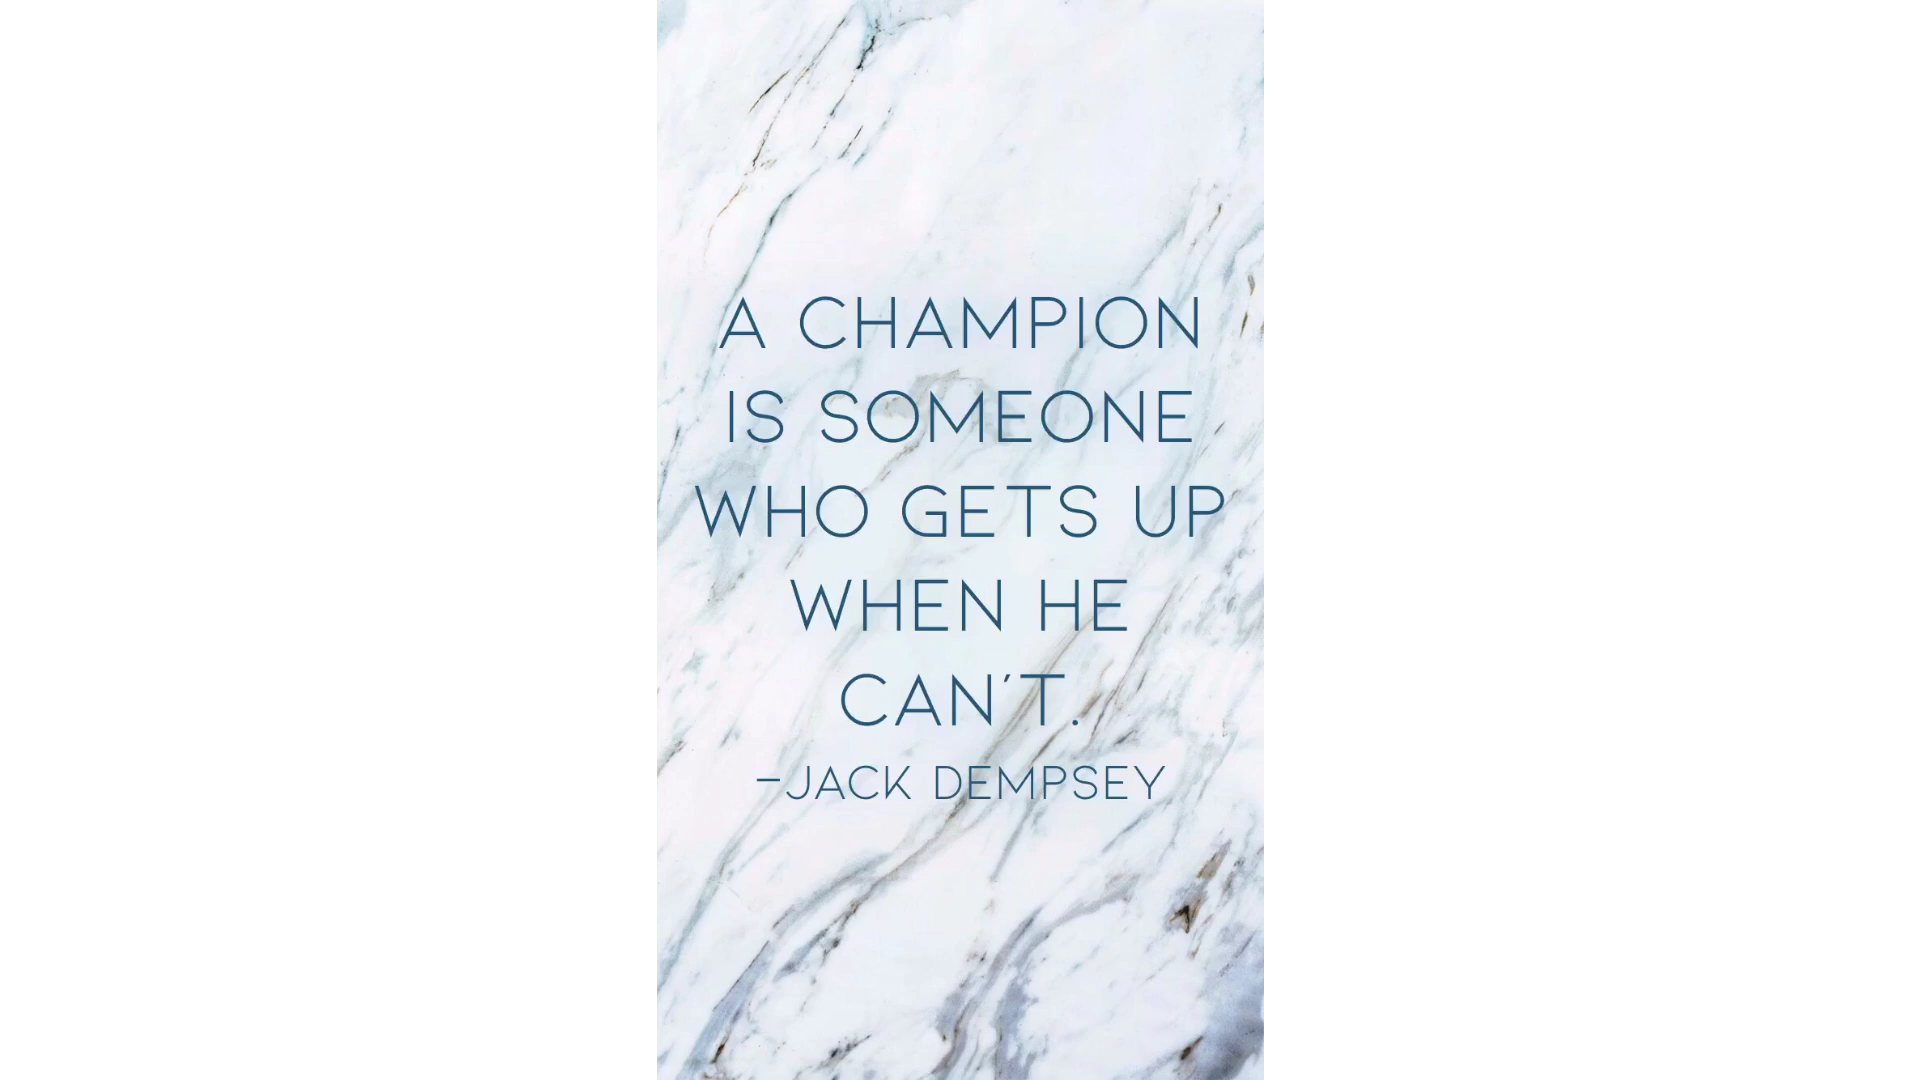 A CHAMPION
IS SOMEONE
WHO GETS UP
WHEN HE
CAN'T.
-JACK DEMPSEY